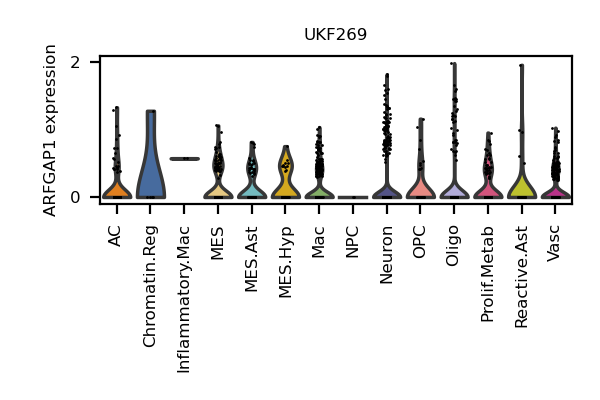 UKF269
ARFGAP1 expression
2
0
AC
Chromatin.Reg
Inflammatory.Mac
MES
MES.Ast
MES.Hyp
Mac
NPC
Neuron
OPC
Oligo
Prolif.Metab
Reactive.Ast
Vasc